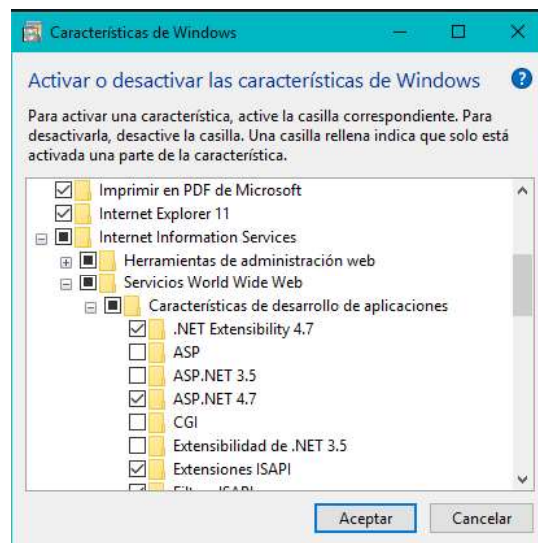 Características de Windows
Activar o desactivar las características de Windows
Para activar una característica, active la casilla correspondiente. Para
desactivarla, desactive la casilla. Una casilla rellena indica que solo está
activada una parte de la característica.
Imprimir en PDF de Microsoft
Internet Explorer 11
Internet Information Services
Herramientas de administración web
Servicios World Wide Web
Características de desarrollo de aplicaciones
.NET Extensibility 4.7
ASP
ASP.NET 3.5
ASP.NET 4.7
CGI
Extensibilidad de .NET 3.5
Extensiones ISAPI
Aceptar Cancelar